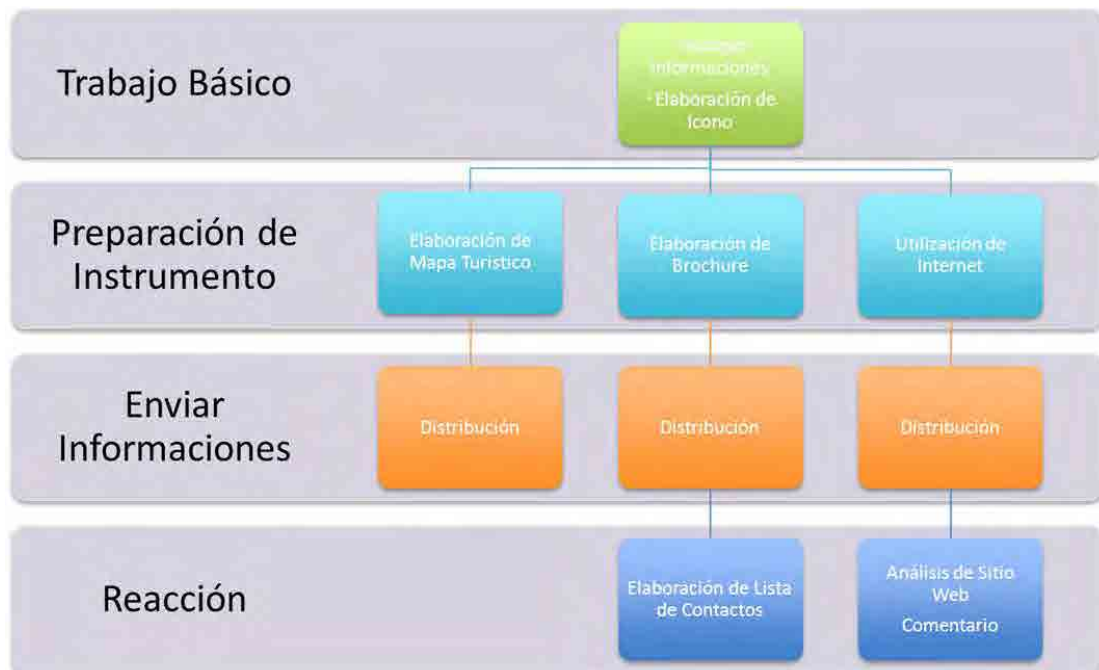 Trabajo Básico
Informaciones
· Elaboración de
Icono
Preparación de
Instrumento
Elaboración de
Mapa Turístico
Elaboración de
Brochure
Utilización de
Internet
Enviar
Informaciones
Distribución
Distribución
Distribución
Reacción
Elaboración de Lista
de Contactos
Análisis de Sitio
Web
Comentario